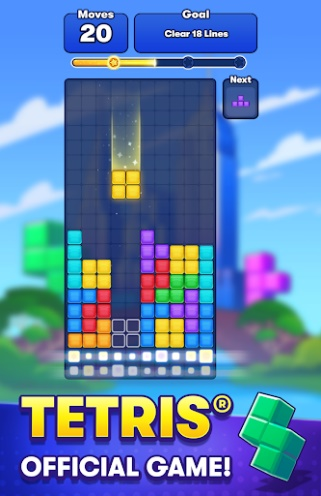 Moves
20
Goal
Clear 18 Lines
Next
TETRIS®
OFFICIAL GAME!